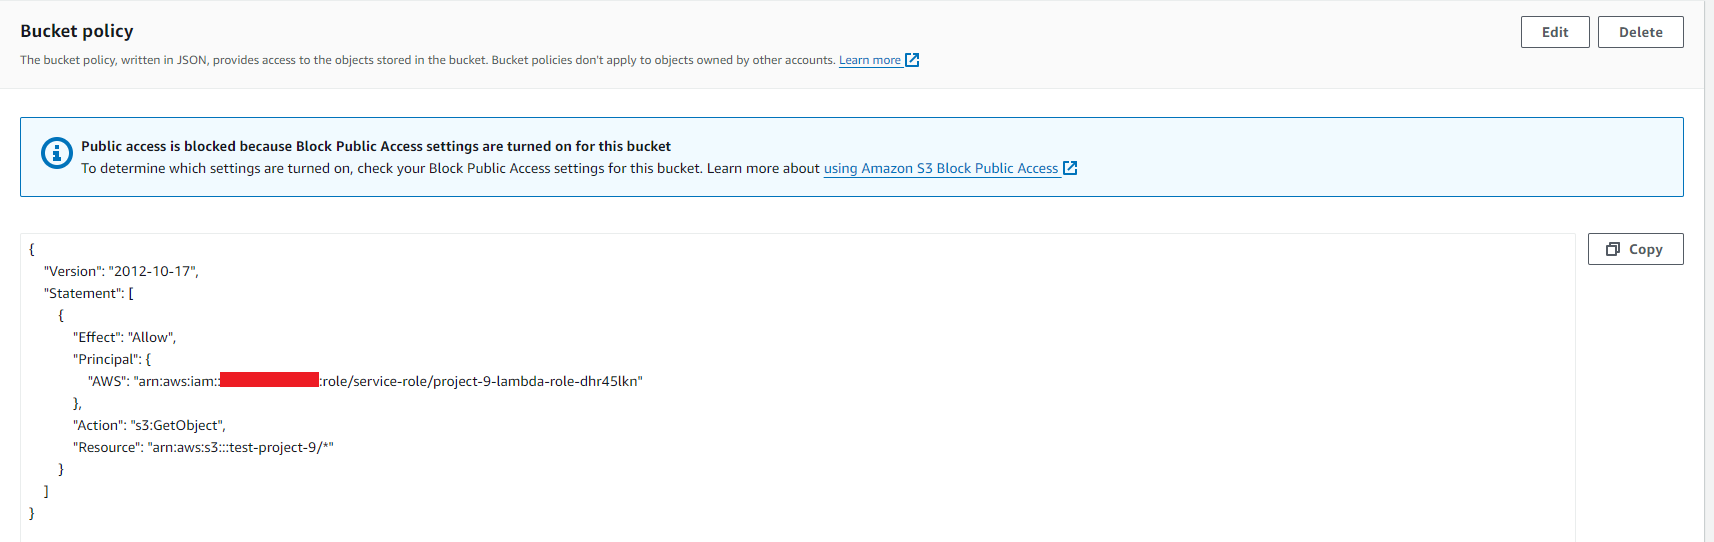 Bucket policy
Edit
Delete
The bucket policy, written in JSON, provides access to the objects stored in the bucket. Bucket policies don't apply to objects owned by other accounts. Learn more
Public access is blocked because Block Public Access settings are turned on for this bucket
To determine which settings are turned on, check your Block Public Access settings for this bucket. Learn more about using Amazon S3 Block Public Access
Copy
{
"Version": "2012-10-17",
"Statement": [
{
"Effect": "Allow",
"Principal": {
"AWS": "arn:aws:iam:: :role/service-role/project-9-lambda-role-dhr45lkn"
},
"Action": "s3:GetObject",
"Resource": "arn:aws:s3:::test-project-9/*"
}
]
}